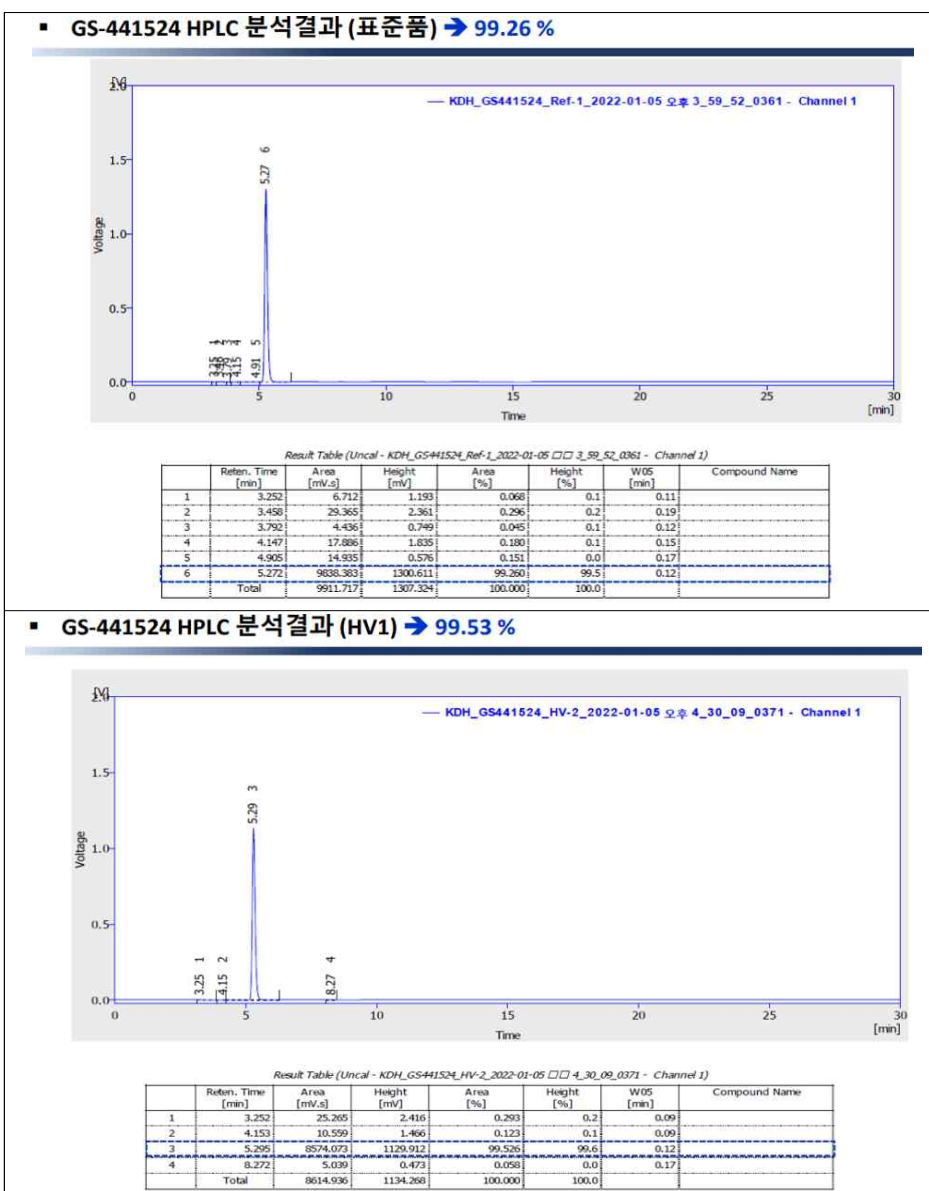 ▪ GS-441524 HPLC 분석결과 (표준품) ➔ 99.26 %
[V]
2.0
— KDH_GS441524_Ref-1_2022-01-05 오후 3_59_52_0361 - Channel 1
1.5
5.27 6
Voltage
1.0
0.5
3.25 1
3.46 2
3.79 3
4.15 4
4.91 5
0.0
0 5 10 15 20 25 30
Time [min]
Result Table (Uncal - KDH_GS441524_Ref-1_2022-01-05 □□ 3_59_52_0361 - Channel 1)
Reten. Time Area Height Area Height W05 Compound Name
[min] [mV.s] [mV] [%] [%] [min]
1 3.252 6.712 1.193 0.068 0.1 0.11
2 3.458 29.365 2.361 0.296 0.2 0.19
3 3.792 4.436 0.749 0.045 0.1 0.12
4 4.147 17.886 1.835 0.180 0.1 0.15
5 4.905 14.935 0.576 0.151 0.0 0.17
6 5.272 9838.383 1300.611 99.260 99.5 0.12
Total 9911.717 1307.324 100.000 100.0
▪ GS-441524 HPLC 분석결과 (HV1) ➔ 99.53 %
[V]
2.0
— KDH_GS441524_HV-2_2022-01-05 오후 4_30_09_0371 - Channel 1
1.5
5.29 3
Voltage
1.0
0.5
3.25 1
4.15 2
8.27 4
0.0
0 5 10 15 20 25 30
Time [min]
Result Table (Uncal - KDH_GS441524_HV-2_2022-01-05 □□ 4_30_09_0371 - Channel 1)
Reten. Time Area Height Area Height W05 Compound Name
[min] [mV.s] [mV] [%] [%] [min]
1 3.252 25.265 2.416 0.293 0.2 0.09
2 4.153 10.559 1.466 0.123 0.1 0.09
3 5.295 8574.073 1129.912 99.526 99.6 0.12
4 8.272 5.039 0.473 0.058 0.0 0.17
Total 8614.936 1134.268 100.000 100.0